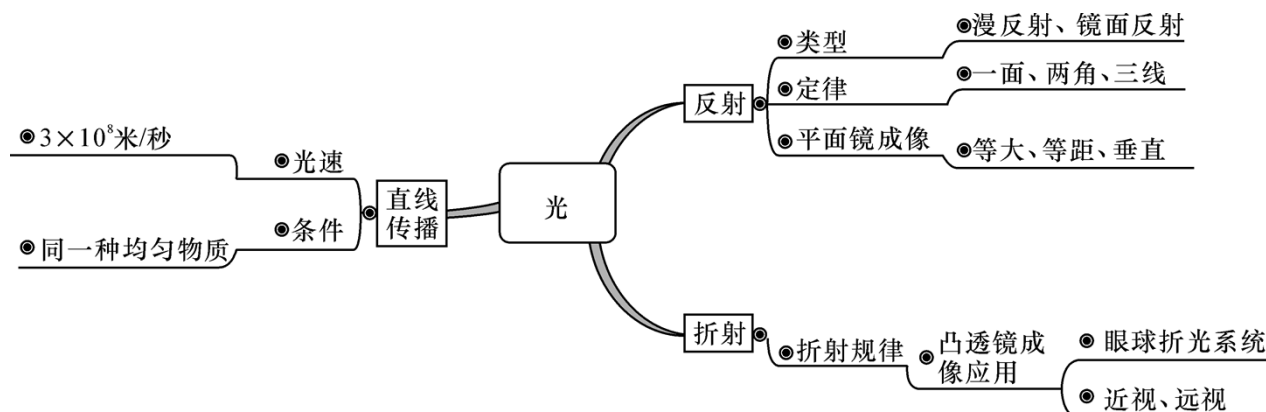 光
直线
传播
光速
3×10⁸米/秒
条件
同一种均匀物质
反射
类型
漫反射、镜面反射
定律
一面、两角、三线
平面镜成像
等大、等距、垂直
折射
折射规律
凸透镜成
像应用
眼球折光系统
近视、远视